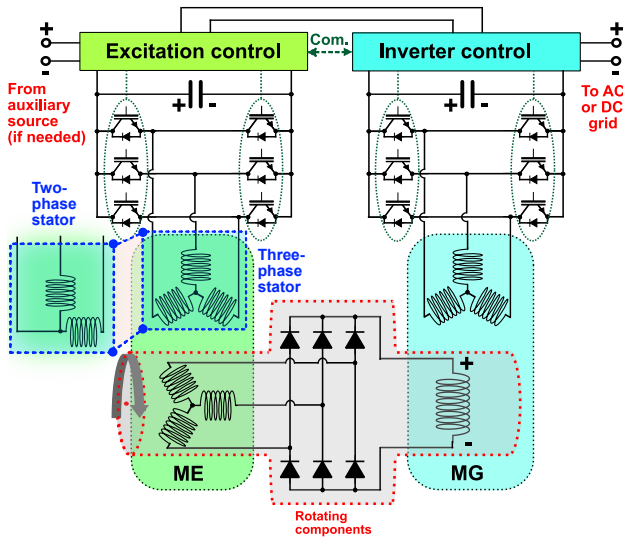 Excitation control
Com.
Inverter control
+
-
+
-
From
auxiliary
source
(if needed)
+ -
+ -
To AC
or DC
grid
Two-
phase
stator
Three-
phase
stator
+
-
ME
MG
Rotating
components